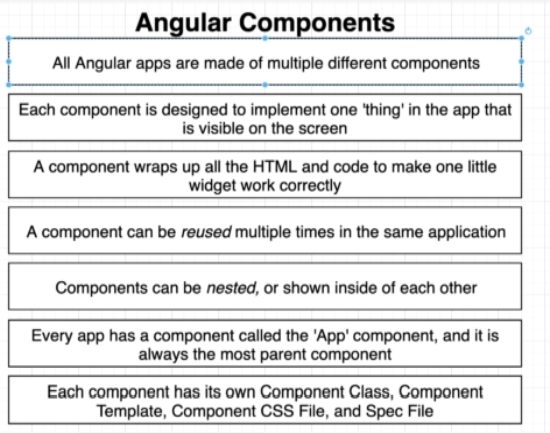 Angular Components
All Angular apps are made of multiple different components
Each component is designed to implement one 'thing' in the app that
is visible on the screen
A component wraps up all the HTML and code to make one little
widget work correctly
A component can be reused multiple times in the same application
Components can be nested, or shown inside of each other
Every app has a component called the 'App' component, and it is
always the most parent component
Each component has its own Component Class, Component
Template, Component CSS File, and Spec File